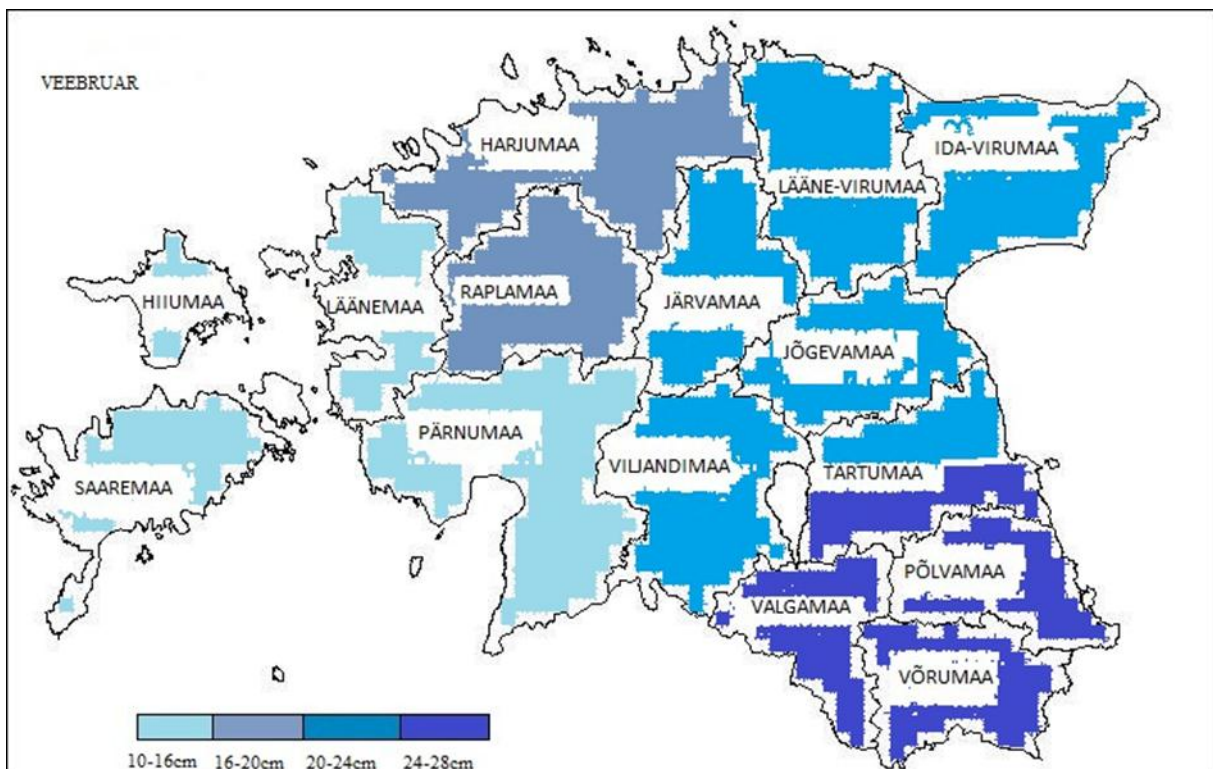 VEEBRUAR
HARJUMAA
LÄÄNE-VIRUMAA
IDA-VIRUMAA
HIIUMAA
LÄÄNEMAA
RAPLAMAA
JÄRVAMAA
JÕGEVAMAA
SAAREMAA
PÄRNUMAA
VILJANDIMAA
TARTUMAA
VALGAMAA
PÕLVAMAA
VÕRUMAA
10-16cm 16-20cm 20-24cm 24-28cm